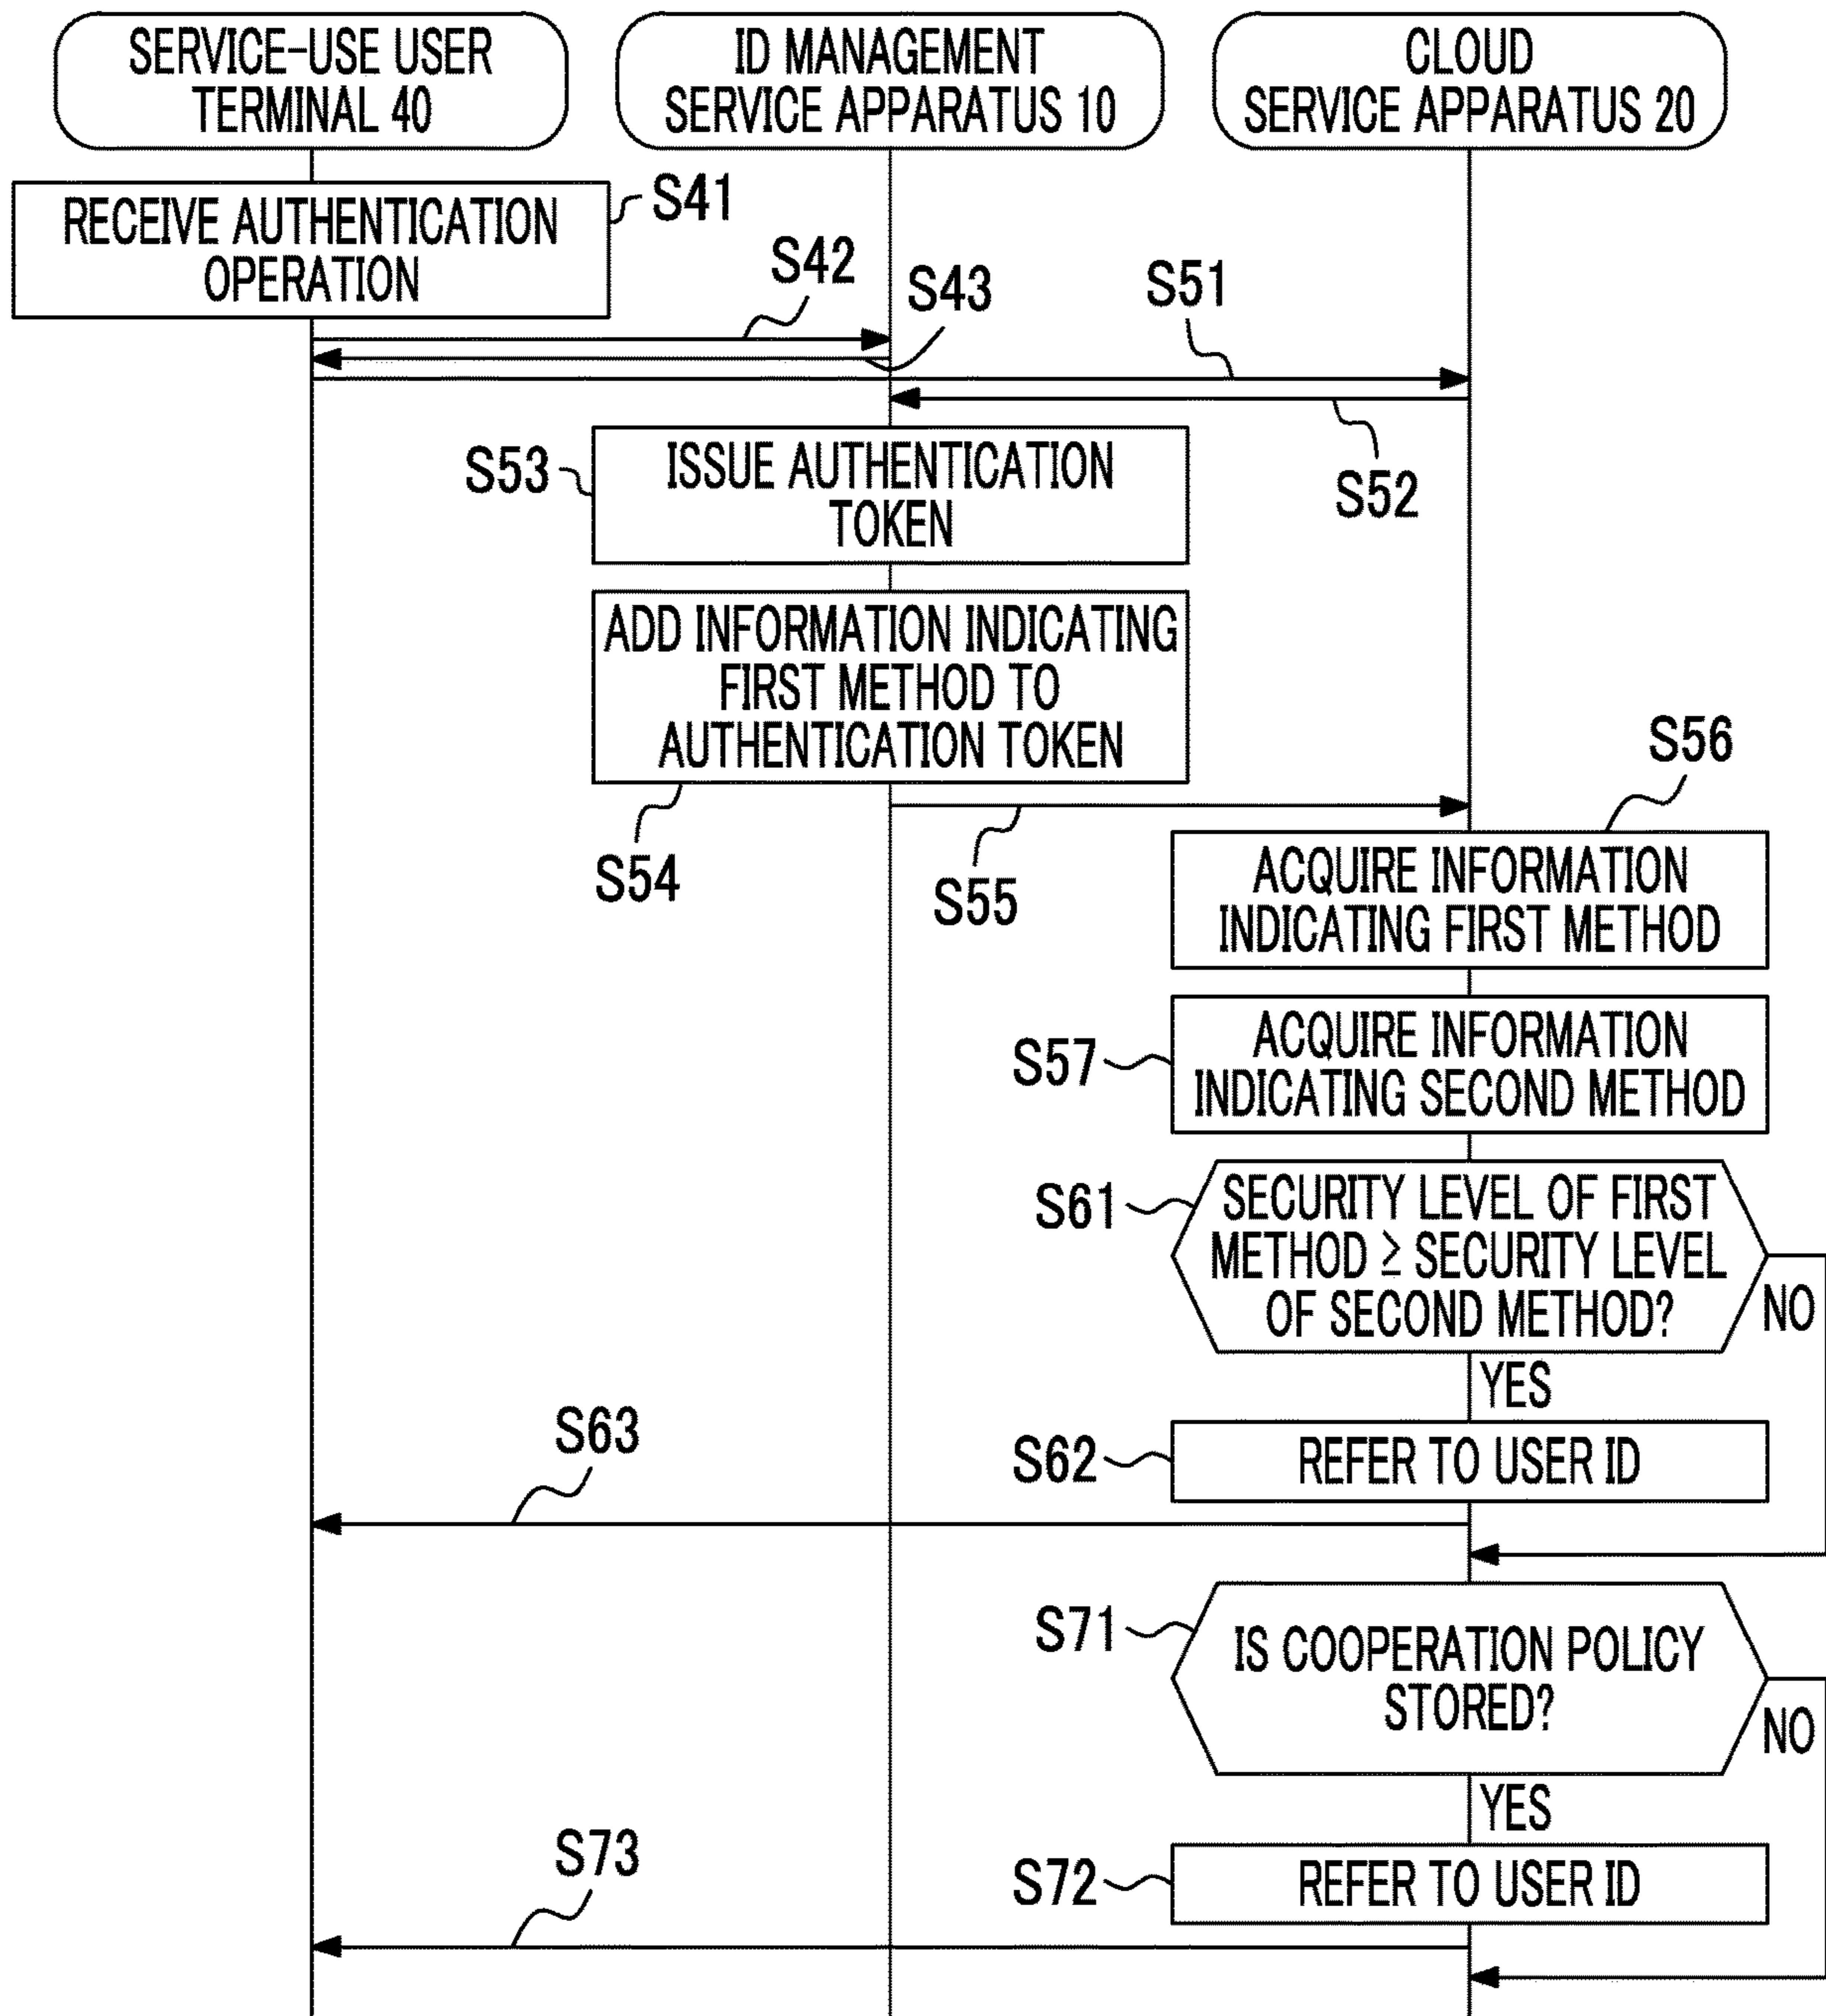 SERVICE-USE USER
TERMINAL 40
ID MANAGEMENT
SERVICE APPARATUS 10
CLOUD
SERVICE APPARATUS 20
RECEIVE AUTHENTICATION
OPERATION
S41
S42
S43
S51
S52
S53
ISSUE AUTHENTICATION
TOKEN
ADD INFORMATION INDICATING
FIRST METHOD TO
AUTHENTICATION TOKEN
S54
S55
S56
ACQUIRE INFORMATION
INDICATING FIRST METHOD
S57
ACQUIRE INFORMATION
INDICATING SECOND METHOD
S61
SECURITY LEVEL OF FIRST
METHOD ≥ SECURITY LEVEL
OF SECOND METHOD?
NO
YES
S62
REFER TO USER ID
S63
S71
IS COOPERATION POLICY
STORED?
NO
YES
S72
REFER TO USER ID
S73